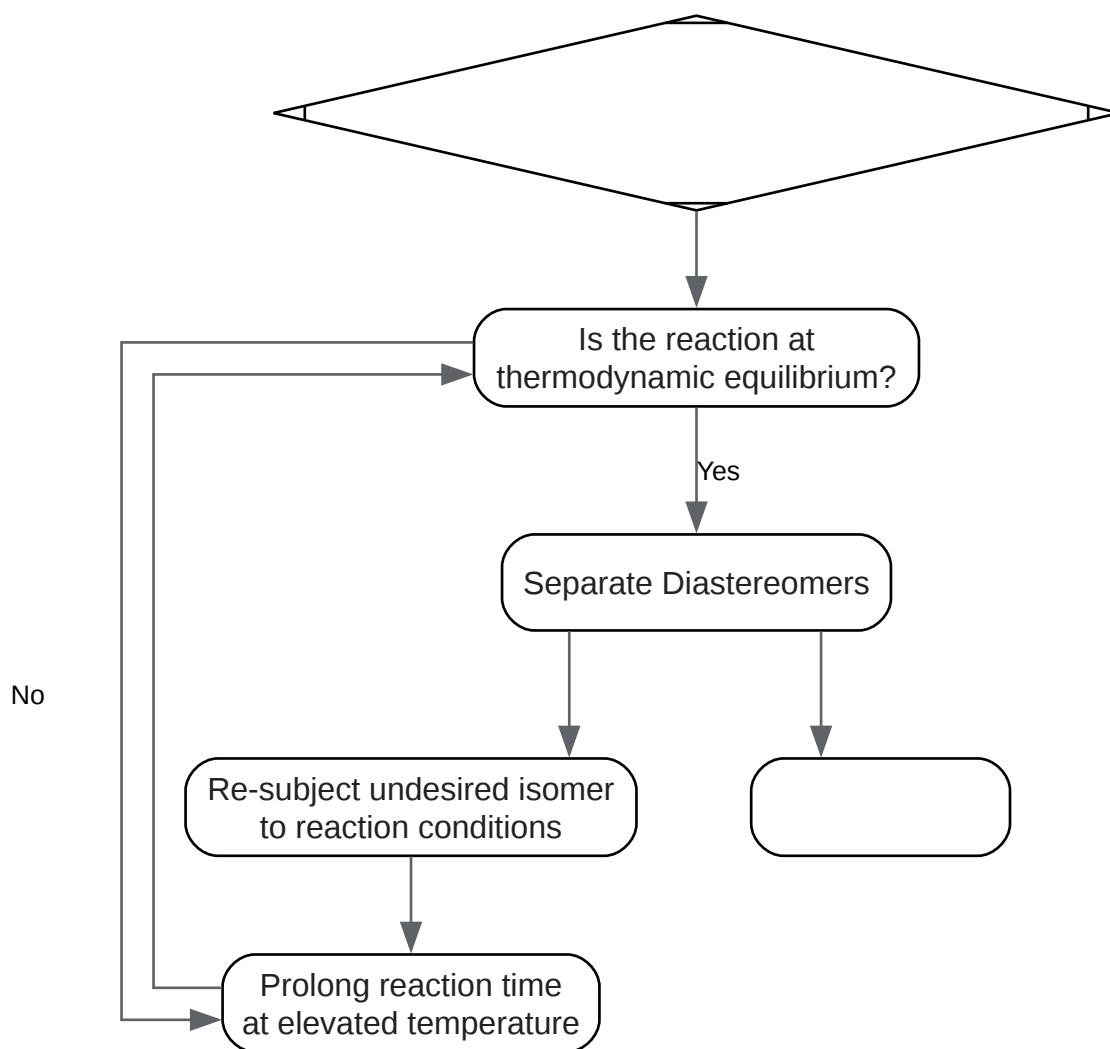 Is the reaction at
thermodynamic equilibrium?
Yes
Separate Diastereomers
No
Re-subject undesired isomer
to reaction conditions
Prolong reaction time
at elevated temperature